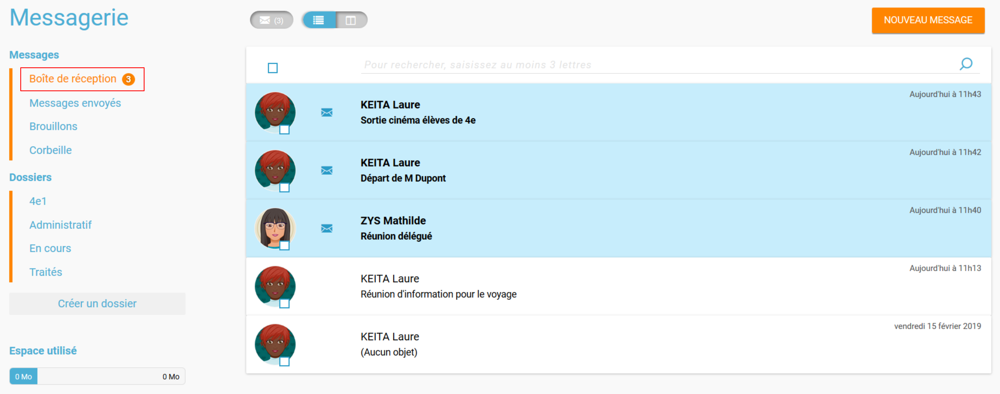 Messagerie
(3)
NOUVEAU MESSAGE
Messages
Boîte de réception 3
Messages envoyés
Brouillons
Corbeille
Dossiers
4e1
Administratif
En cours
Traités
Créer un dossier
Espace utilisé
0 Mo 0 Mo
Pour rechercher, saisissez au moins 3 lettres
Aujourd'hui à 11h43
KEITA Laure
Sortie cinéma élèves de 4e
Aujourd'hui à 11h42
KEITA Laure
Départ de M Dupont
Aujourd'hui à 11h40
ZYS Mathilde
Réunion délégué
Aujourd'hui à 11h13
KEITA Laure
Réunion d'information pour le voyage
vendredi 15 février 2019
KEITA Laure
(Aucun objet)